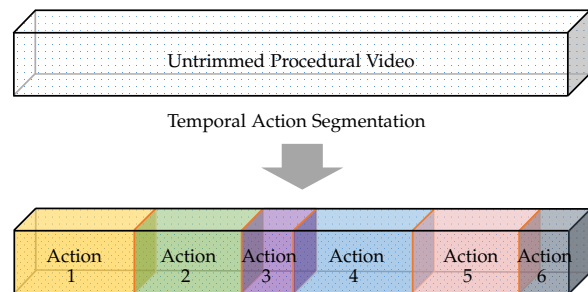 Untrimmed Procedural Video
Temporal Action Segmentation
Action Action Action Action Action Action
1 2 3 4 5 6